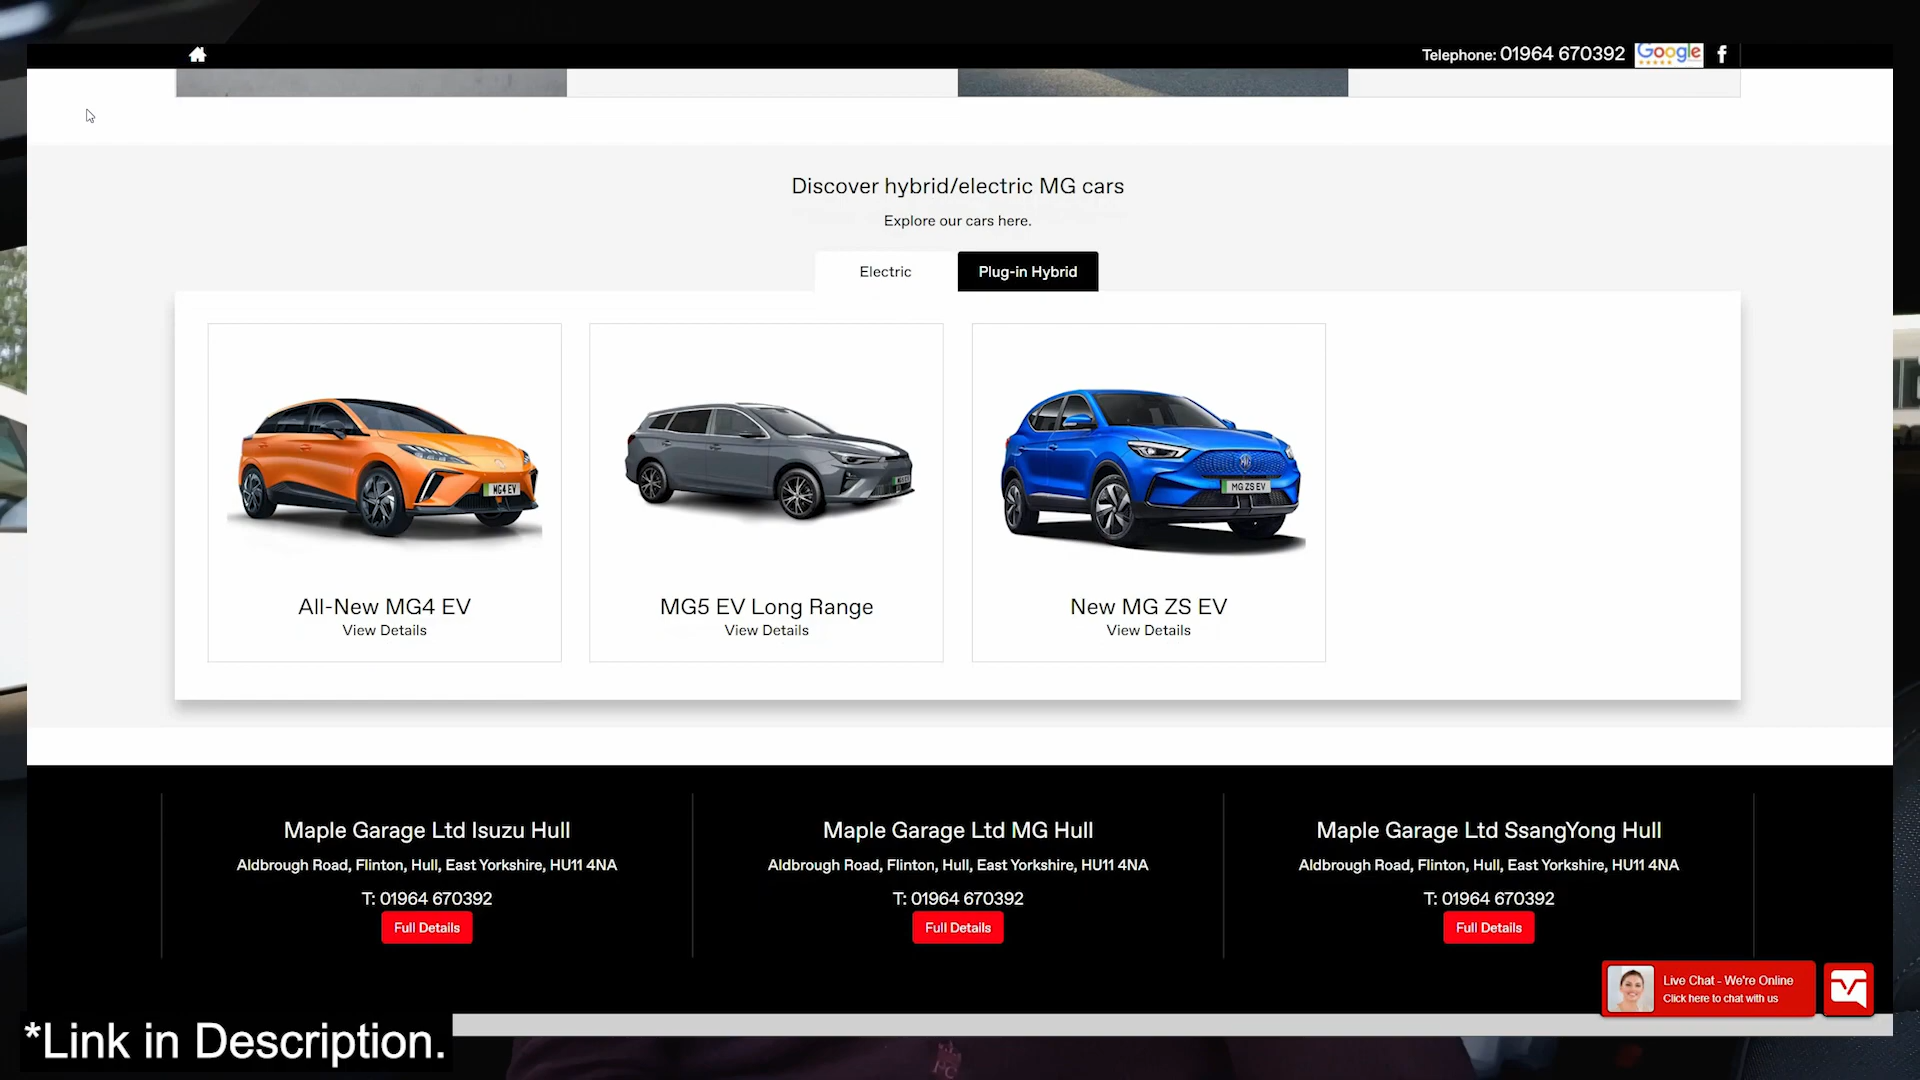 Telephone: 01964 670392
Google
f
Discover hybrid/electric MG cars
Explore our cars here.
Electric
Plug-in Hybrid
MG4 EV
MG ZS EV
All-New MG4 EV
View Details
MG5 EV Long Range
View Details
New MG ZS EV
View Details
Maple Garage Ltd Isuzu Hull
Aldbrough Road, Flinton, Hull, East Yorkshire, HU11 4NA
T: 01964 670392
Full Details
Maple Garage Ltd MG Hull
Aldbrough Road, Flinton, Hull, East Yorkshire, HU11 4NA
T: 01964 670392
Full Details
Maple Garage Ltd SsangYong Hull
Aldbrough Road, Flinton, Hull, East Yorkshire, HU11 4NA
T: 01964 670392
Full Details
Live Chat - We're Online
Click here to chat with us
*Link in Description.